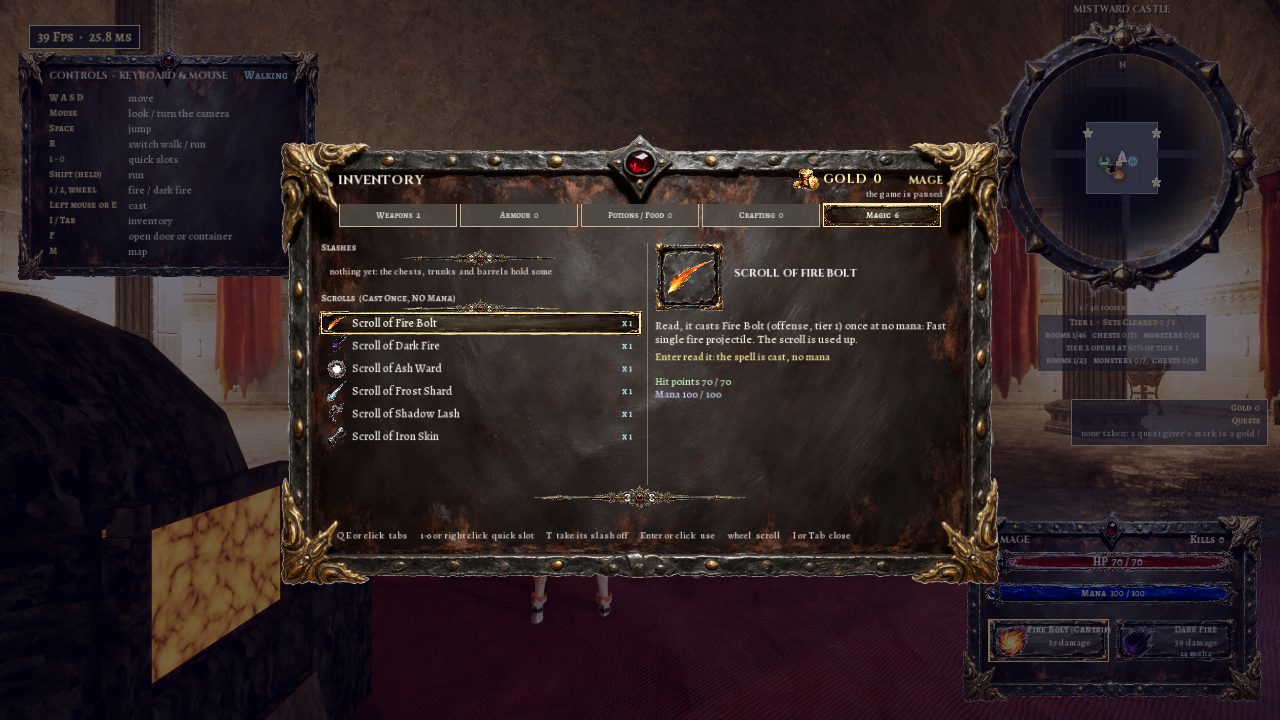 MISTWARD CASTLE
39 FPS · 25.8 MS
CONTROLS - KEYBOARD & MOUSE WALKING
W A S D move
MOUSE look / turn the camera
SPACE jump
R switch walk / run
1 - 0 quick slots
SHIFT (HELD) run
1 / 2, WHEEL fire / dark fire
LEFT MOUSE OR E cast
I / TAB inventory
F open door or container
M map
N
INVENTORY
GOLD 0 MAGE
the game is paused
WEAPONS 2
ARMOUR 0
POTIONS / FOOD 0
CRAFTING 0
MAGIC 6
SLASHES
nothing yet: the chests, trunks and barrels hold some
SCROLLS (CAST ONCE, NO MANA)
Scroll of Fire Bolt x 1
Scroll of Dark Fire x 1
Scroll of Ash Ward x 1
Scroll of Frost Shard x 1
Scroll of Shadow Lash x 1
Scroll of Iron Skin x 1
SCROLL OF FIRE BOLT
Read, it casts Fire Bolt (offense, tier 1) once at no mana: Fast
single fire projectile. The scroll is used up.
Enter read it: the spell is cast, no mana
Hit points 70 / 70
Mana 100 / 100
Q E or click tabs 1-0 or right click quick slot T take its slash off Enter or click use wheel scroll I or Tab close
1 / 46 rooms
TIER 1 - SETS CLEARED 0 / 1
ROOMS 1/46 CHESTS 0/71 MONSTERS 0/14
TIER 2 OPENS AT 50% OF TIER 1
ROOMS 1/23 MONSTERS 0/7, CHESTS 0/36
GOLD 0
QUESTS
none taken: a quest giver's mark is a gold !
MAGE KILLS 0
HP 70 / 70
MANA 100 / 100
FIRE BOLT (CANTRIP
25 damage
DARK FIRE
38 damage
14 mana